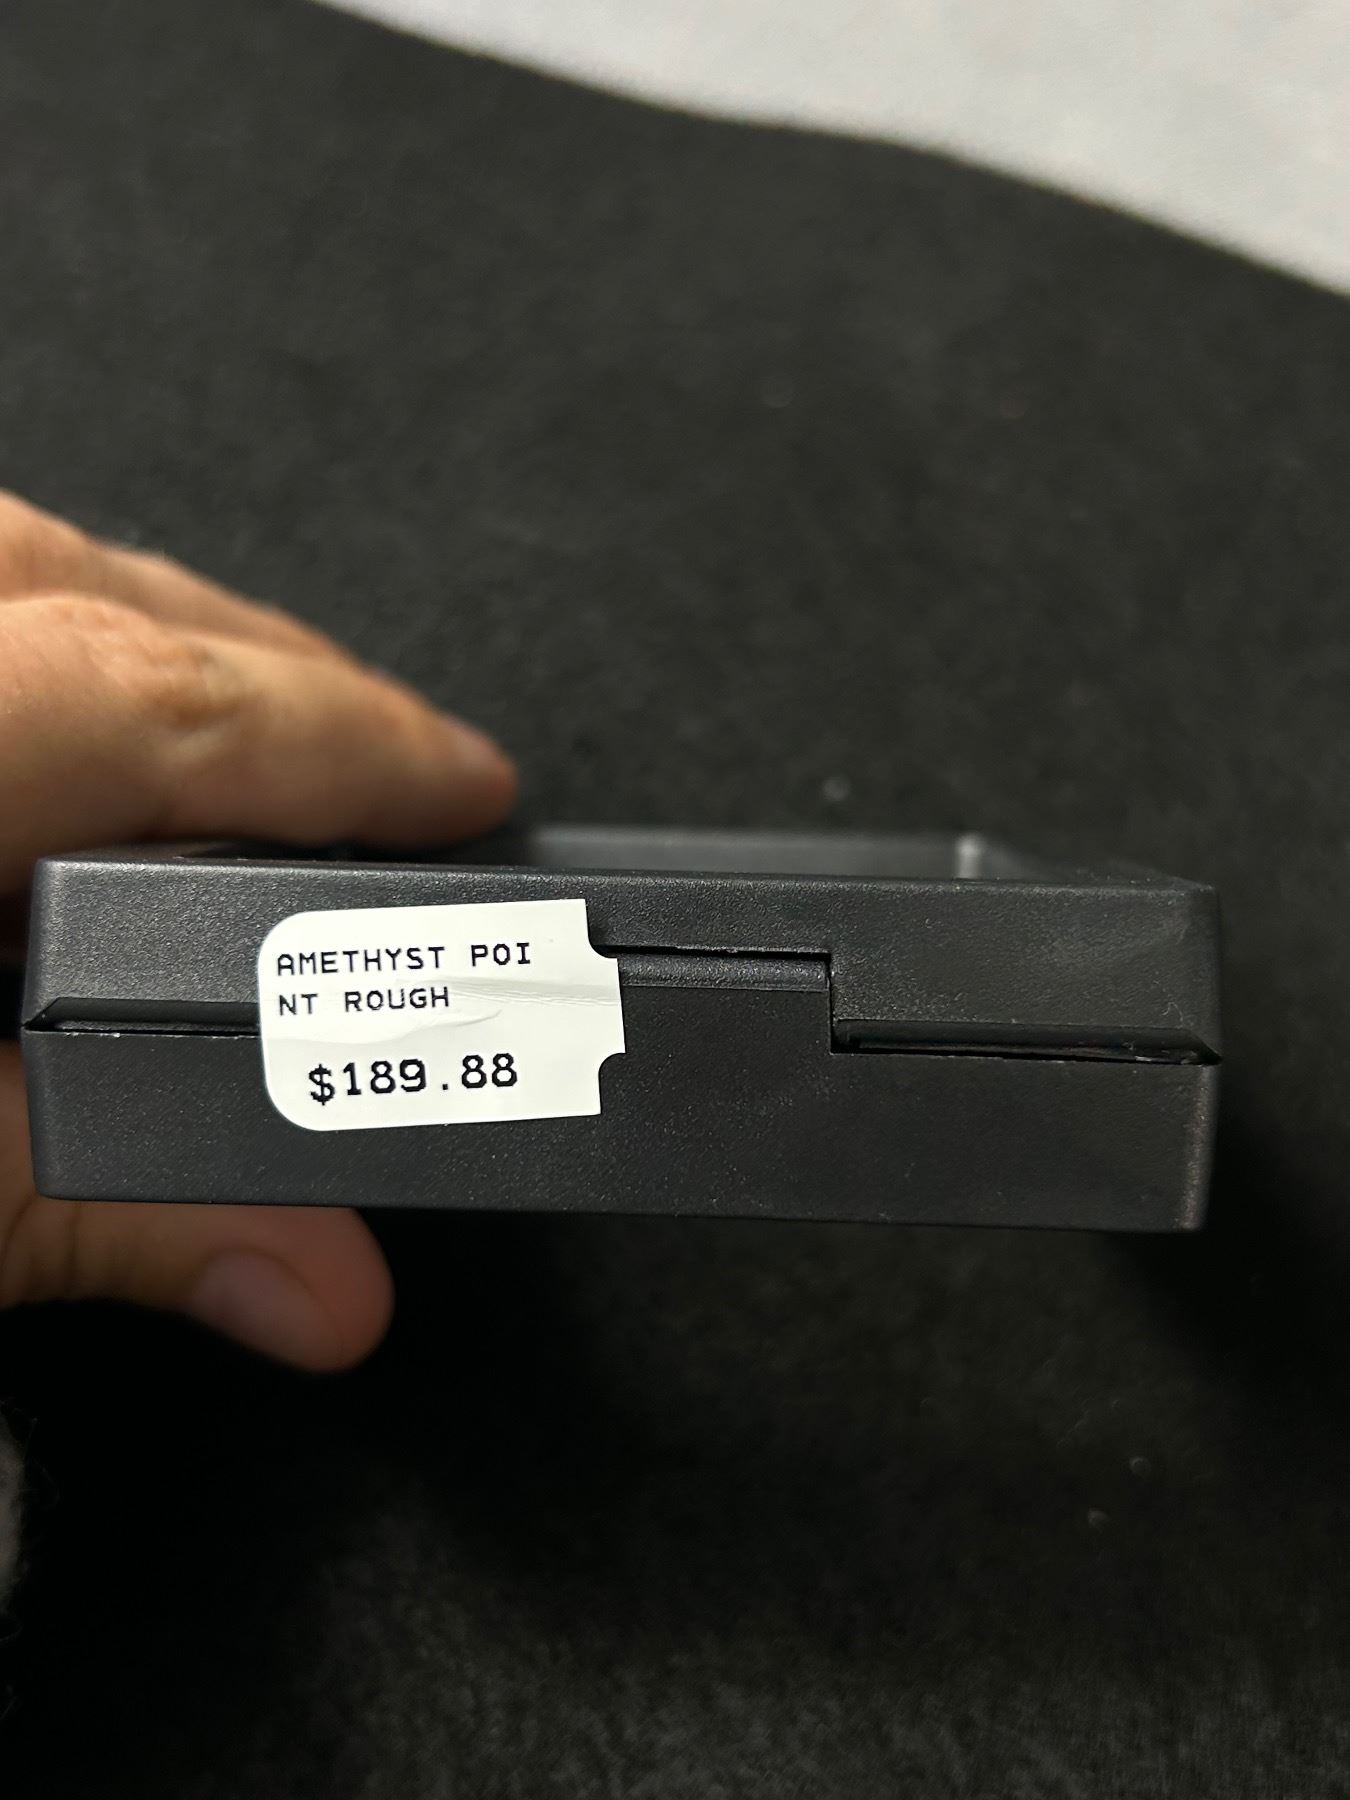 AMETHYST POI
NT ROUGH
$189.88